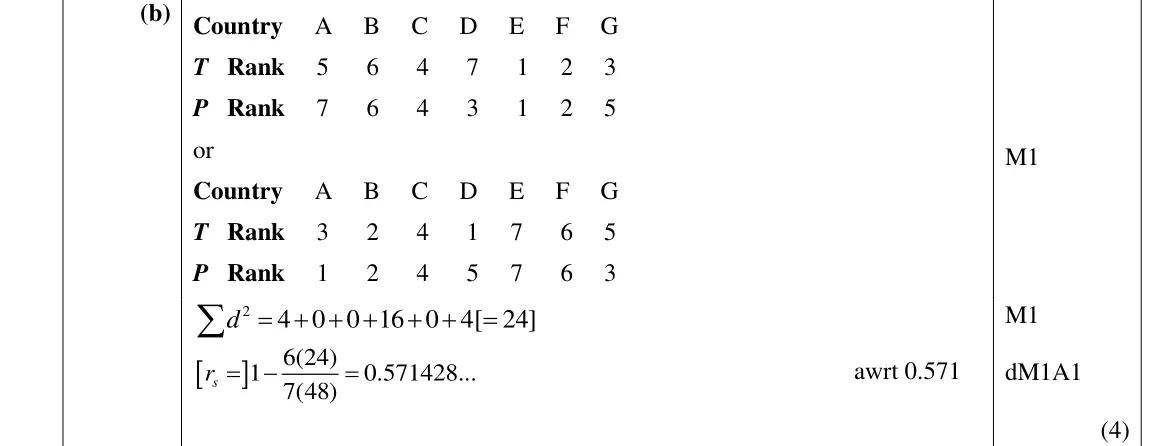 (b)
Country A B C D E F G
T Rank 5 6 4 7 1 2 3
P Rank 7 6 4 3 1 2 5
or
M1
Country A B C D E F G
T Rank 3 2 4 1 7 6 5
P Rank 1 2 4 5 7 6 3
∑d² = 4+0+0+16+0+4[= 24] M1
[rₛ =]1−6(24)/7(48) = 0.571428... awrt 0.571 dM1A1
(4)